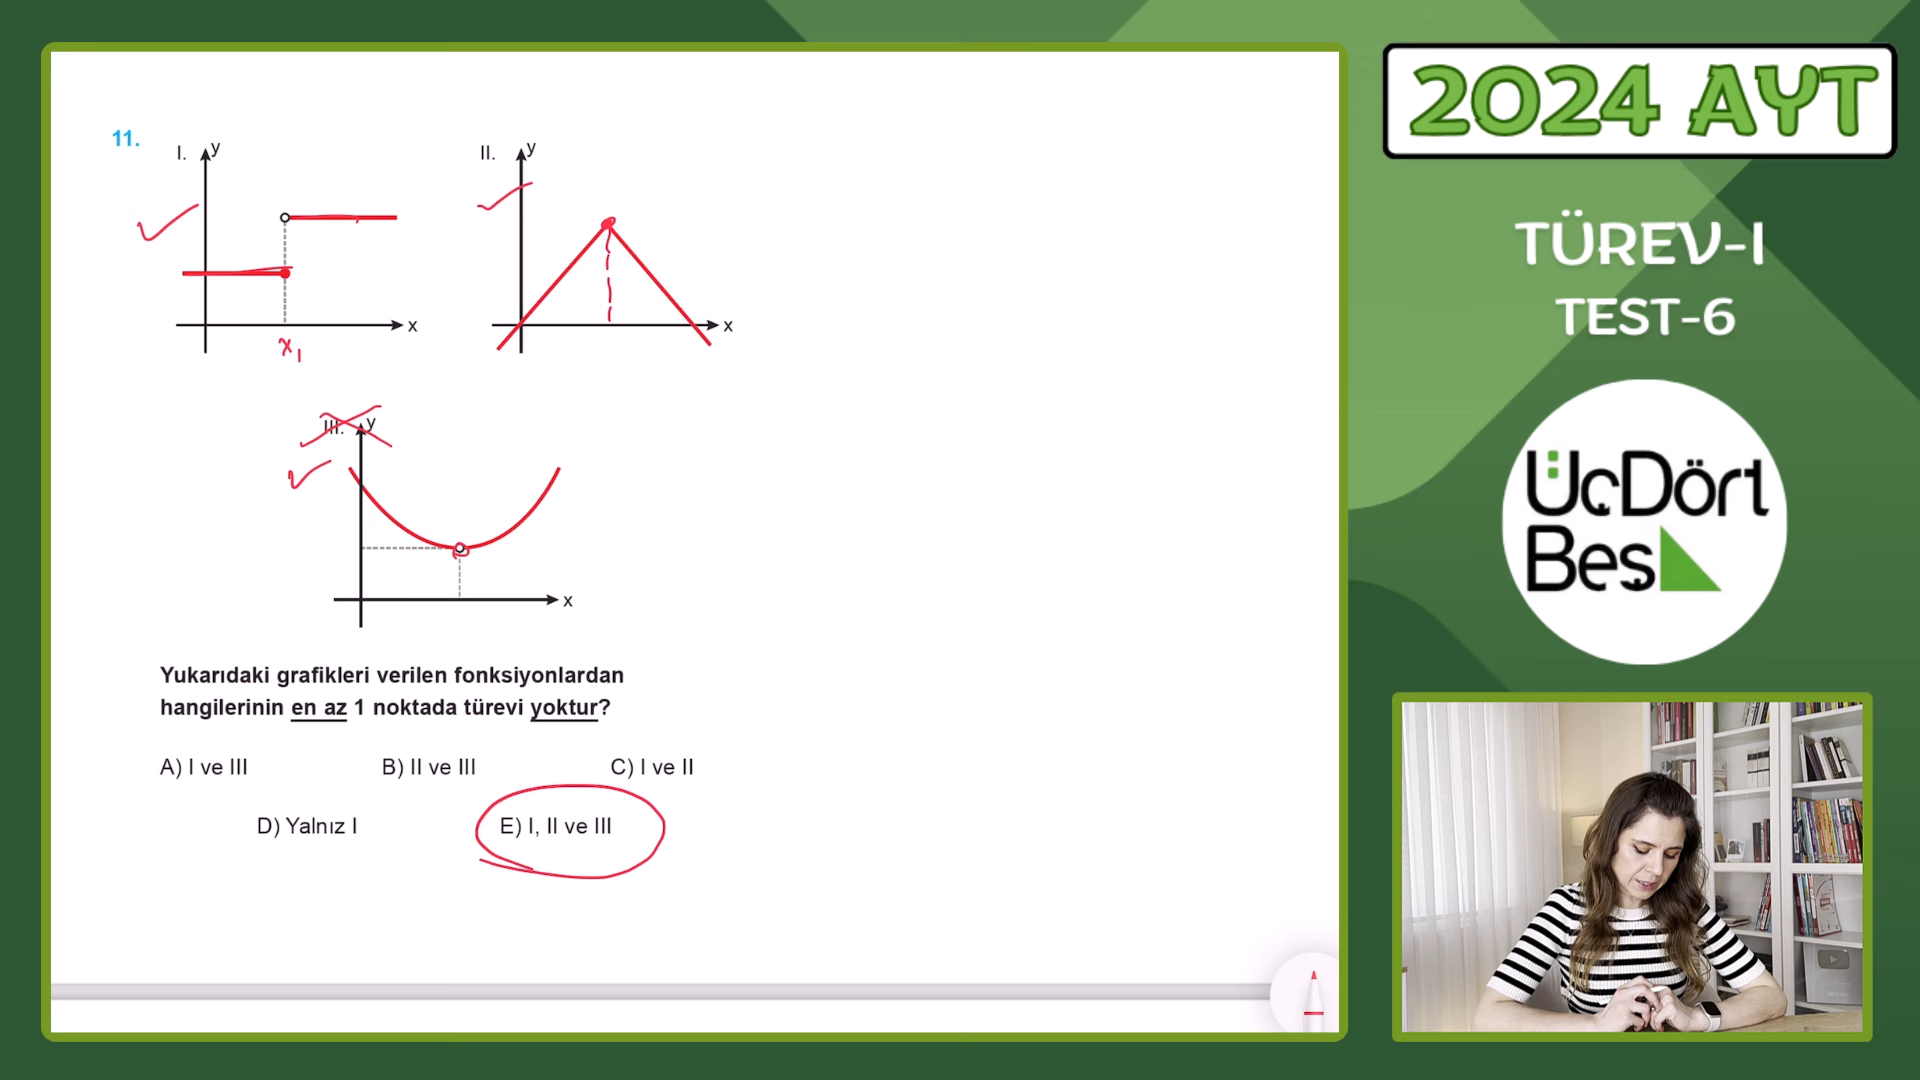 2024 AYT
TÜREV-I
TEST-6
ÜçDört
Beş
11.
I. y
x
x₁
II. y
x
III. y
x
Yukarıdaki grafikleri verilen fonksiyonlardan
hangilerinin en az 1 noktada türevi yoktur?
A) I ve III
B) II ve III
C) I ve II
D) Yalnız I
E) I, II ve III